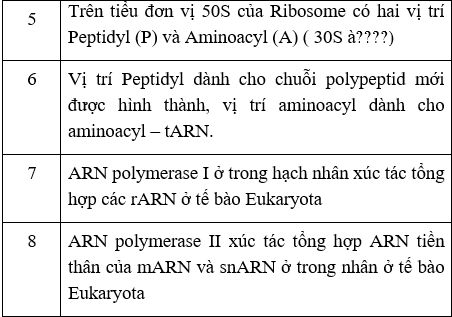 5
Trên tiểu đơn vị 50S của Ribosome có hai vị trí
Peptidyl (P) và Aminoacyl (A) ( 30S à????)
6
Vị trí Peptidyl dành cho chuỗi polypeptid mới
được hình thành, vị trí aminoacyl dành cho
aminoacyl – tARN.
7
ARN polymerase I ở trong hạch nhân xúc tác tổng
hợp các rARN ở tế bào Eukaryota
8
ARN polymerase II xúc tác tổng hợp ARN tiền
thân của mARN và snARN ở trong nhân ở tế bào
Eukaryota